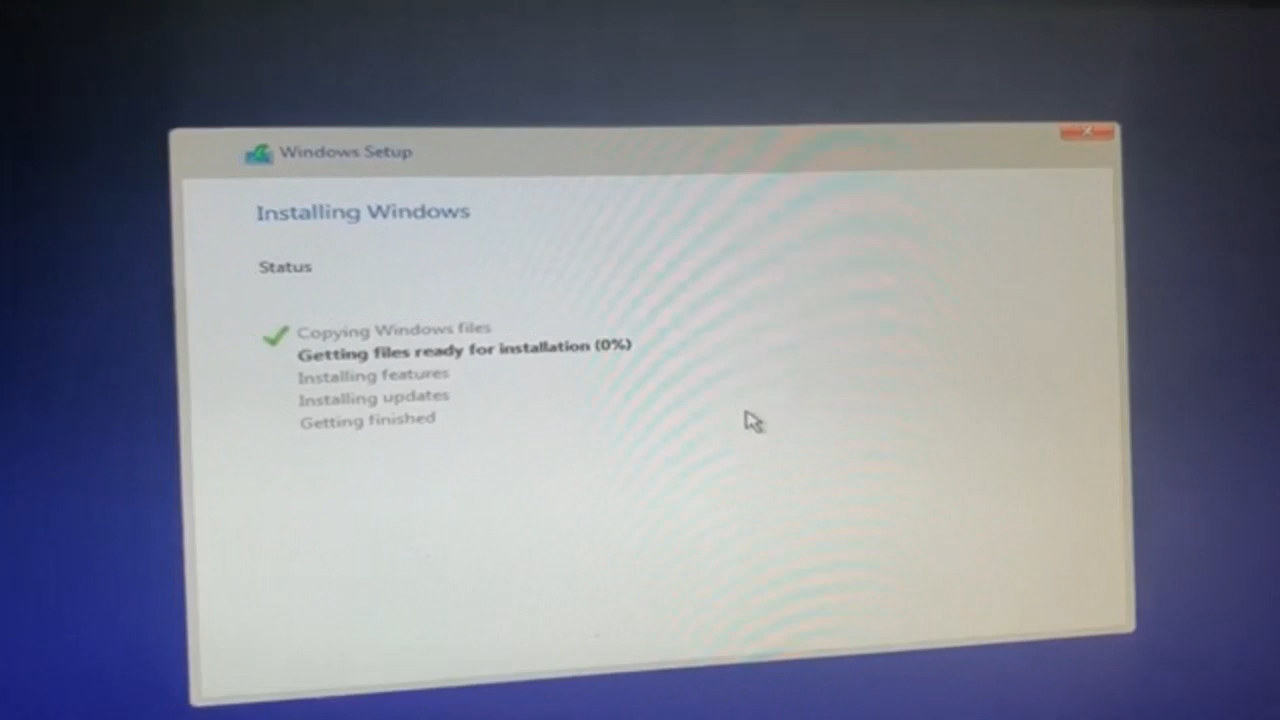 Windows Setup
Installing Windows
Status
Copying Windows files
Getting files ready for installation (0%)
Installing features
Installing updates
Getting finished